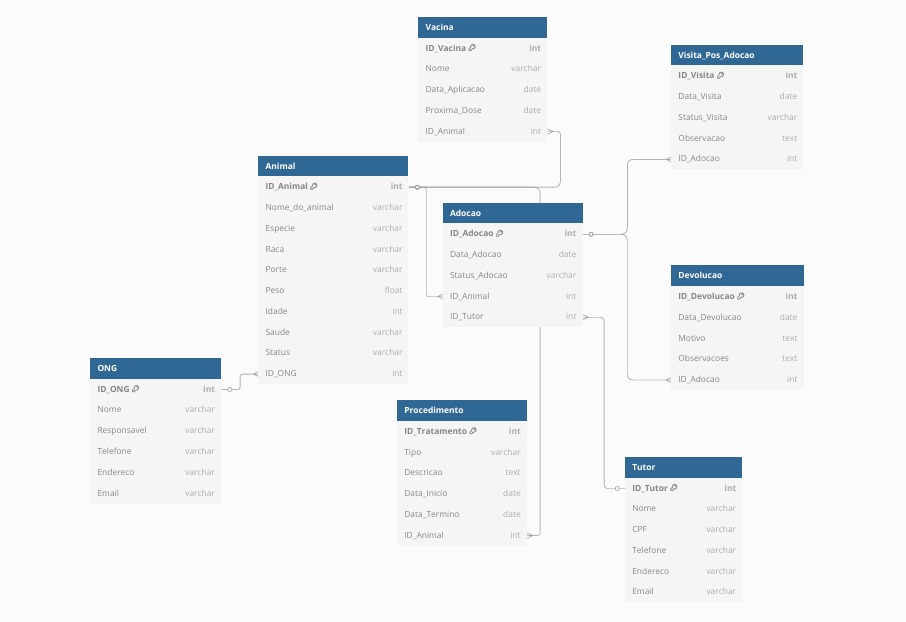 Vacina
ID_Vacina int
Nome varchar
Data_Aplicacao date
Proxima_Dose date
ID_Animal int
Visita_Pos_Adocao
ID_Visita int
Data_Visita date
Status_Visita varchar
Observacao text
ID_Adocao int
Animal
ID_Animal int
Nome_do_animal varchar
Especie varchar
Raca varchar
Porte varchar
Peso float
Idade int
Saude varchar
Status varchar
ID_ONG int
Adocao
ID_Adocao int
Data_Adocao date
Status_Adocao varchar
ID_Animal int
ID_Tutor int
Devolucao
ID_Devolucao int
Data_Devolucao date
Motivo text
Observacoes text
ID_Adocao int
ONG
ID_ONG int
Nome varchar
Responsavel varchar
Telefone varchar
Endereco varchar
Email varchar
Procedimento
ID_Tratamento int
Tipo varchar
Descricao text
Data_Inicio date
Data_Termino date
ID_Animal int
Tutor
ID_Tutor int
Nome varchar
CPF varchar
Telefone varchar
Endereco varchar
Email varchar